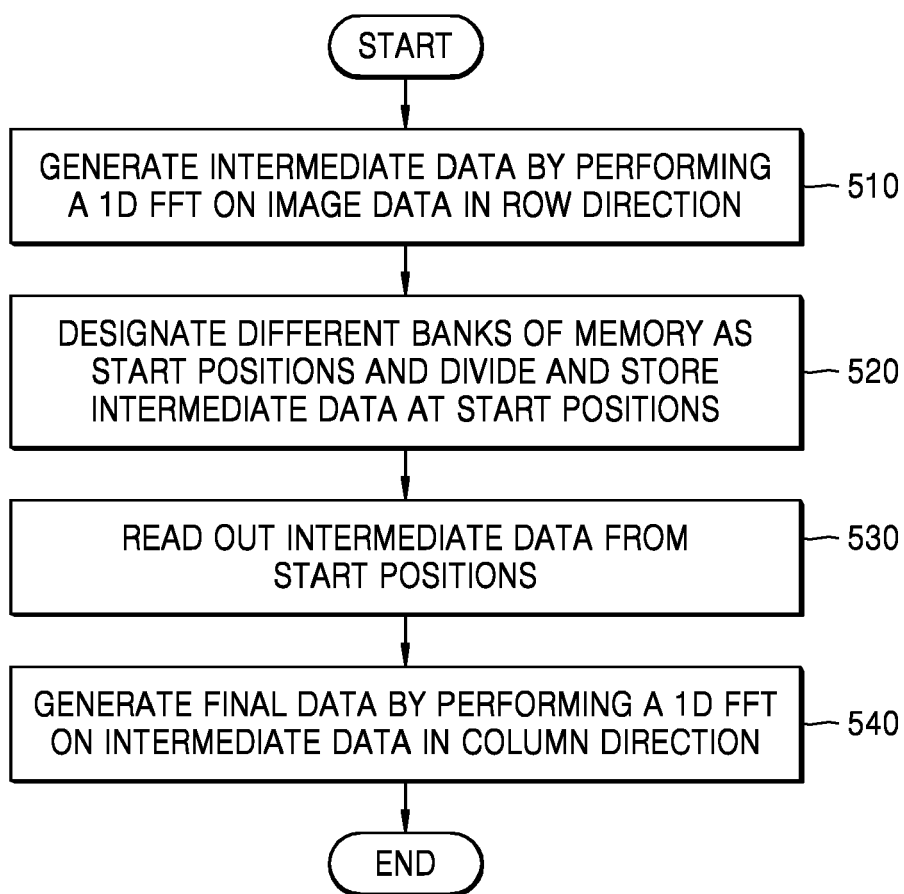 START
GENERATE INTERMEDIATE DATA BY PERFORMING
A 1D FFT ON IMAGE DATA IN ROW DIRECTION
510
DESIGNATE DIFFERENT BANKS OF MEMORY AS
START POSITIONS AND DIVIDE AND STORE
INTERMEDIATE DATA AT START POSITIONS
520
READ OUT INTERMEDIATE DATA FROM
START POSITIONS
530
GENERATE FINAL DATA BY PERFORMING A 1D FFT
ON INTERMEDIATE DATA IN COLUMN DIRECTION
540
END